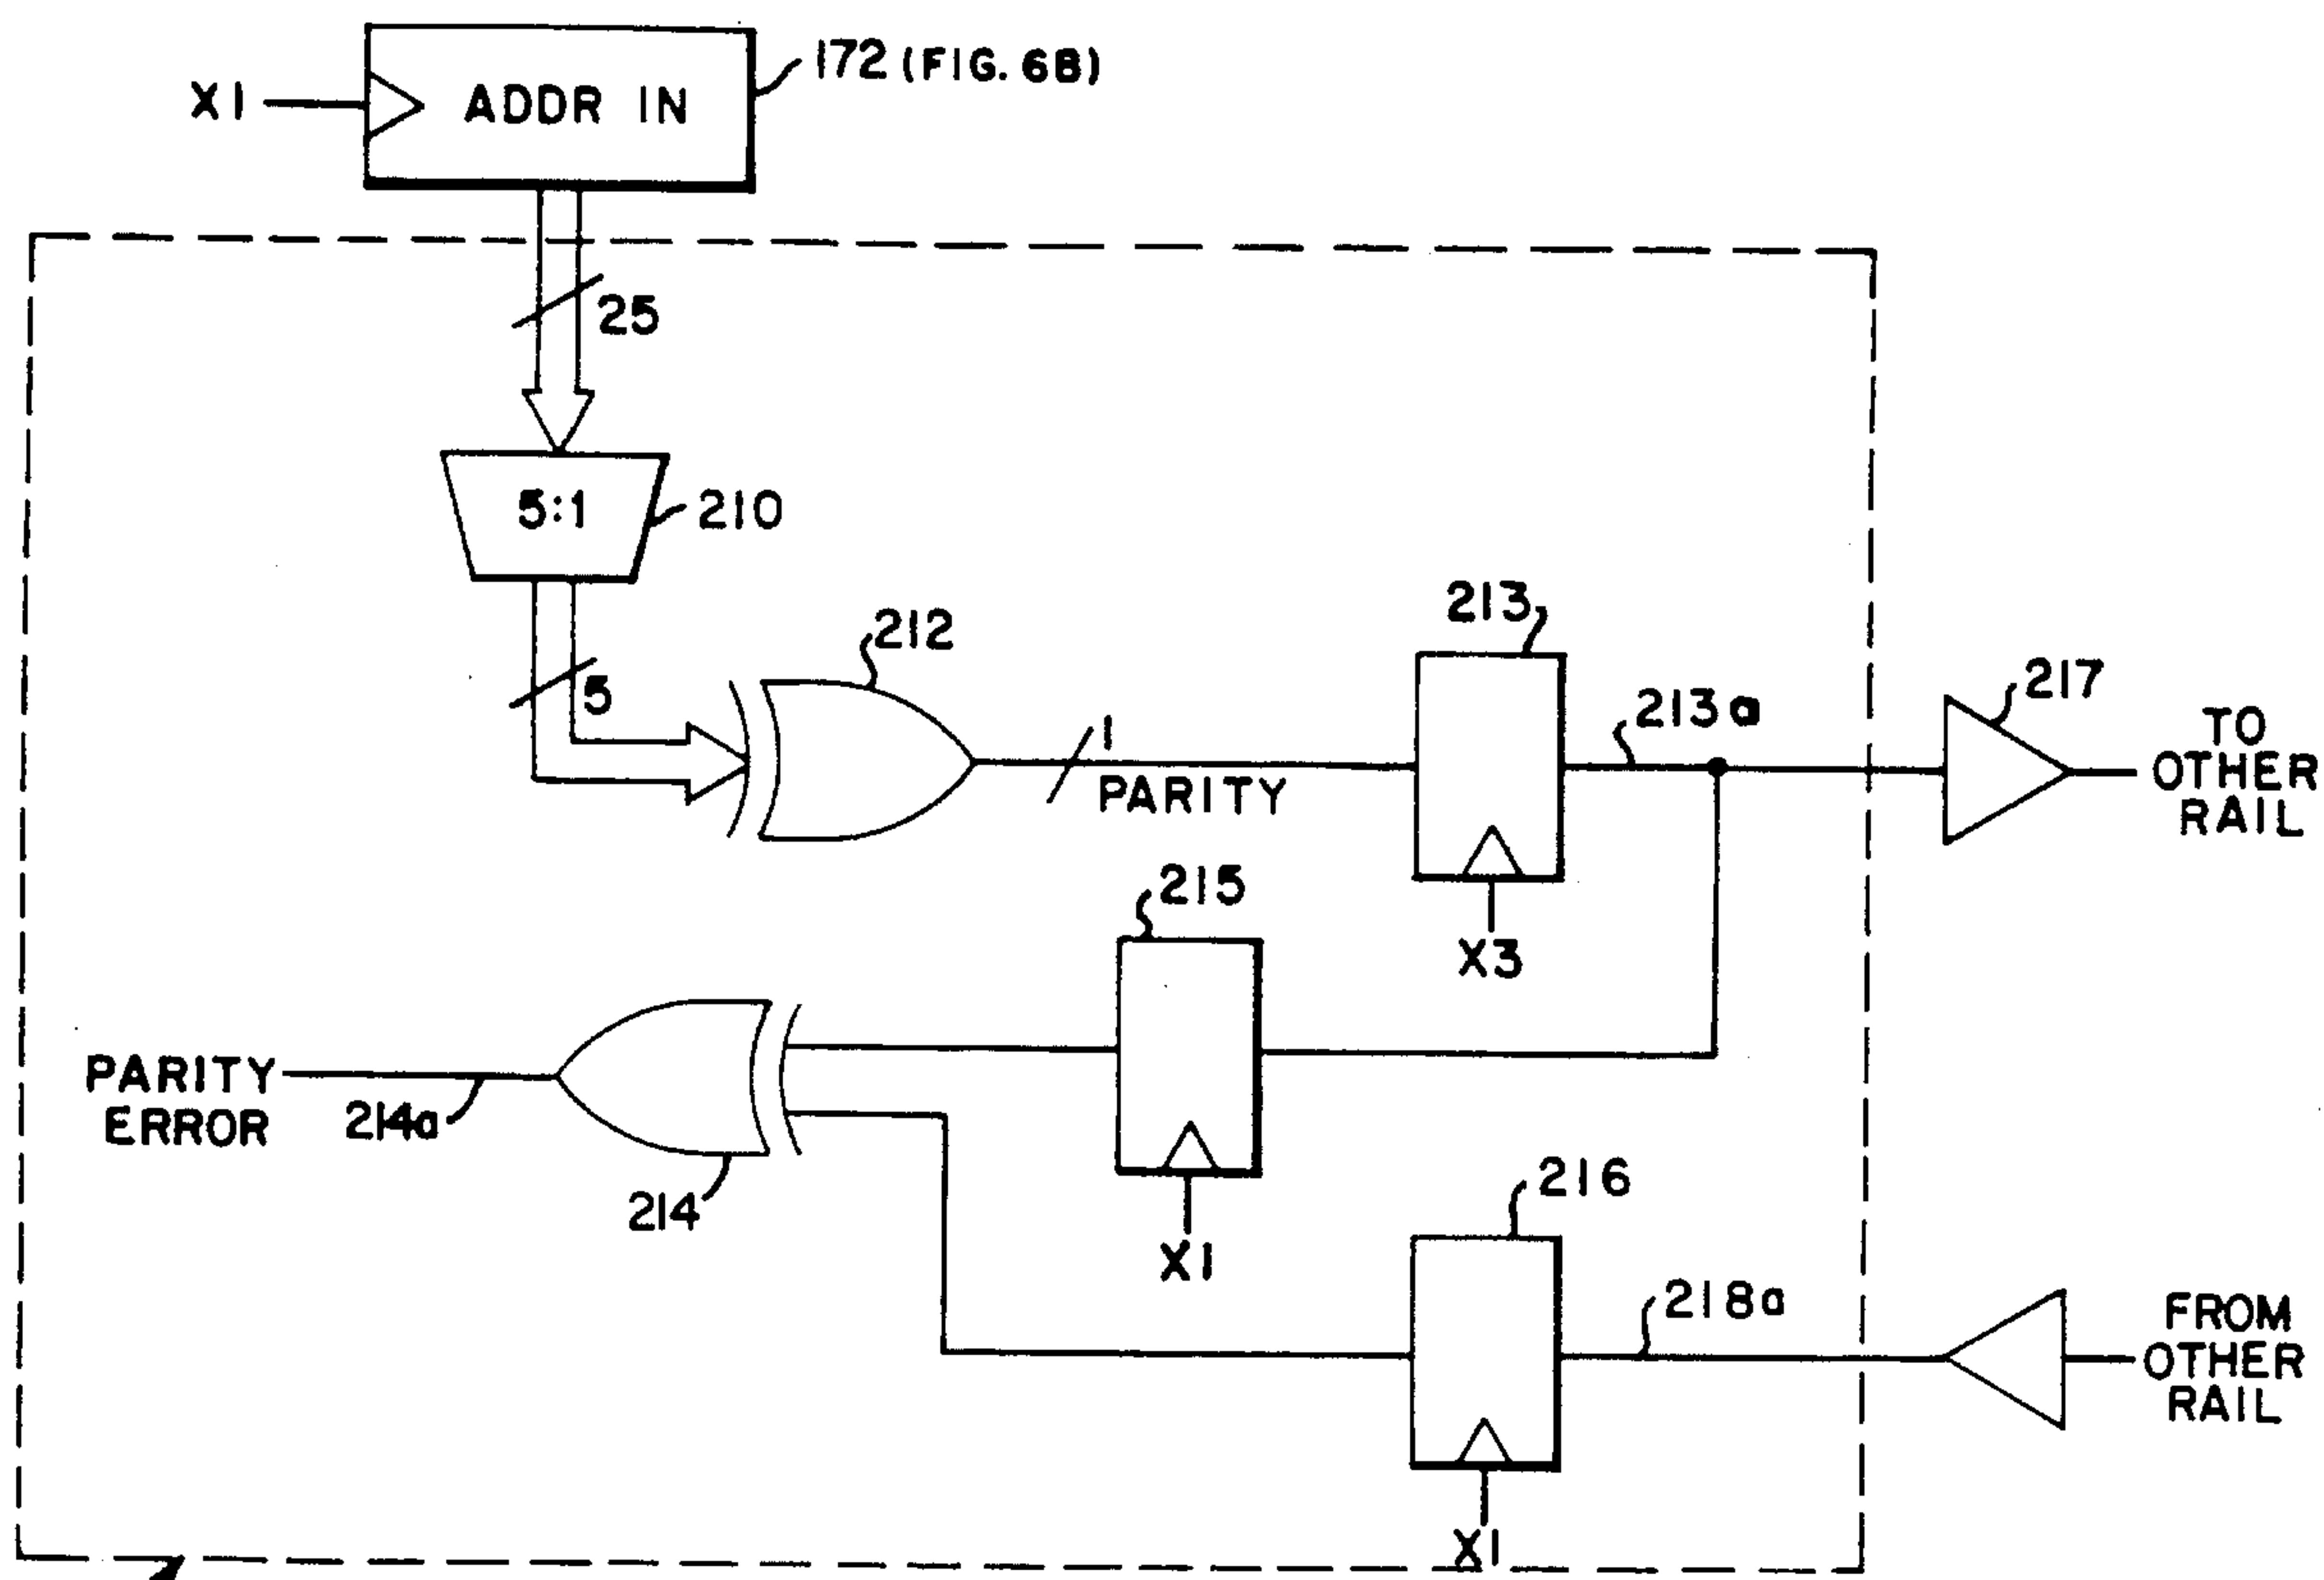 X1
ADDR IN
172 (FIG. 6B)
25
5:1
210
5
212
1
PARITY
213
213a
217
TO
OTHER
RAIL
X3
215
X1
PARITY
ERROR
214a
214
216
218a
FROM
OTHER
RAIL
X1